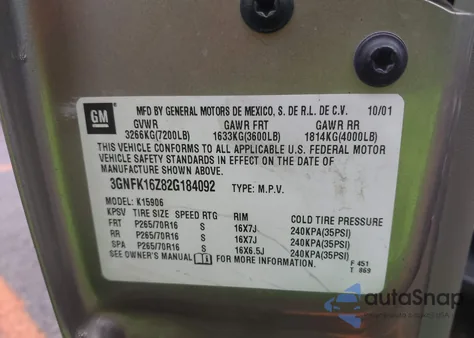 GM
MFD BY GENERAL MOTORS DE MEXICO, S. DE R.L. DE C.V. 10/01
GVWR GAWR FRT GAWR RR
3266KG(7200LB) 1633KG(3600LB) 1814KG(4000LB)
THIS VEHICLE CONFORMS TO ALL APPLICABLE U.S. FEDERAL MOTOR
VEHICLE SAFETY STANDARDS IN EFFECT ON THE DATE OF
MANUFACTURE SHOWN ABOVE.
3GNFK16Z82G184092 TYPE: M.P.V.
MODEL: K15906
KPSV TIRE SIZE SPEED RTG RIM COLD TIRE PRESSURE
FRT P265/70R16 S 16X7J 240KPA(35PSI)
RR P265/70R16 S 16X7J 240KPA(35PSI)
SPA P265/70R16 S 16X6.5J 240KPA(35PSI)
SEE OWNER'S MANUAL FOR MORE INFORMATION. F 451
T 869
autoSnap